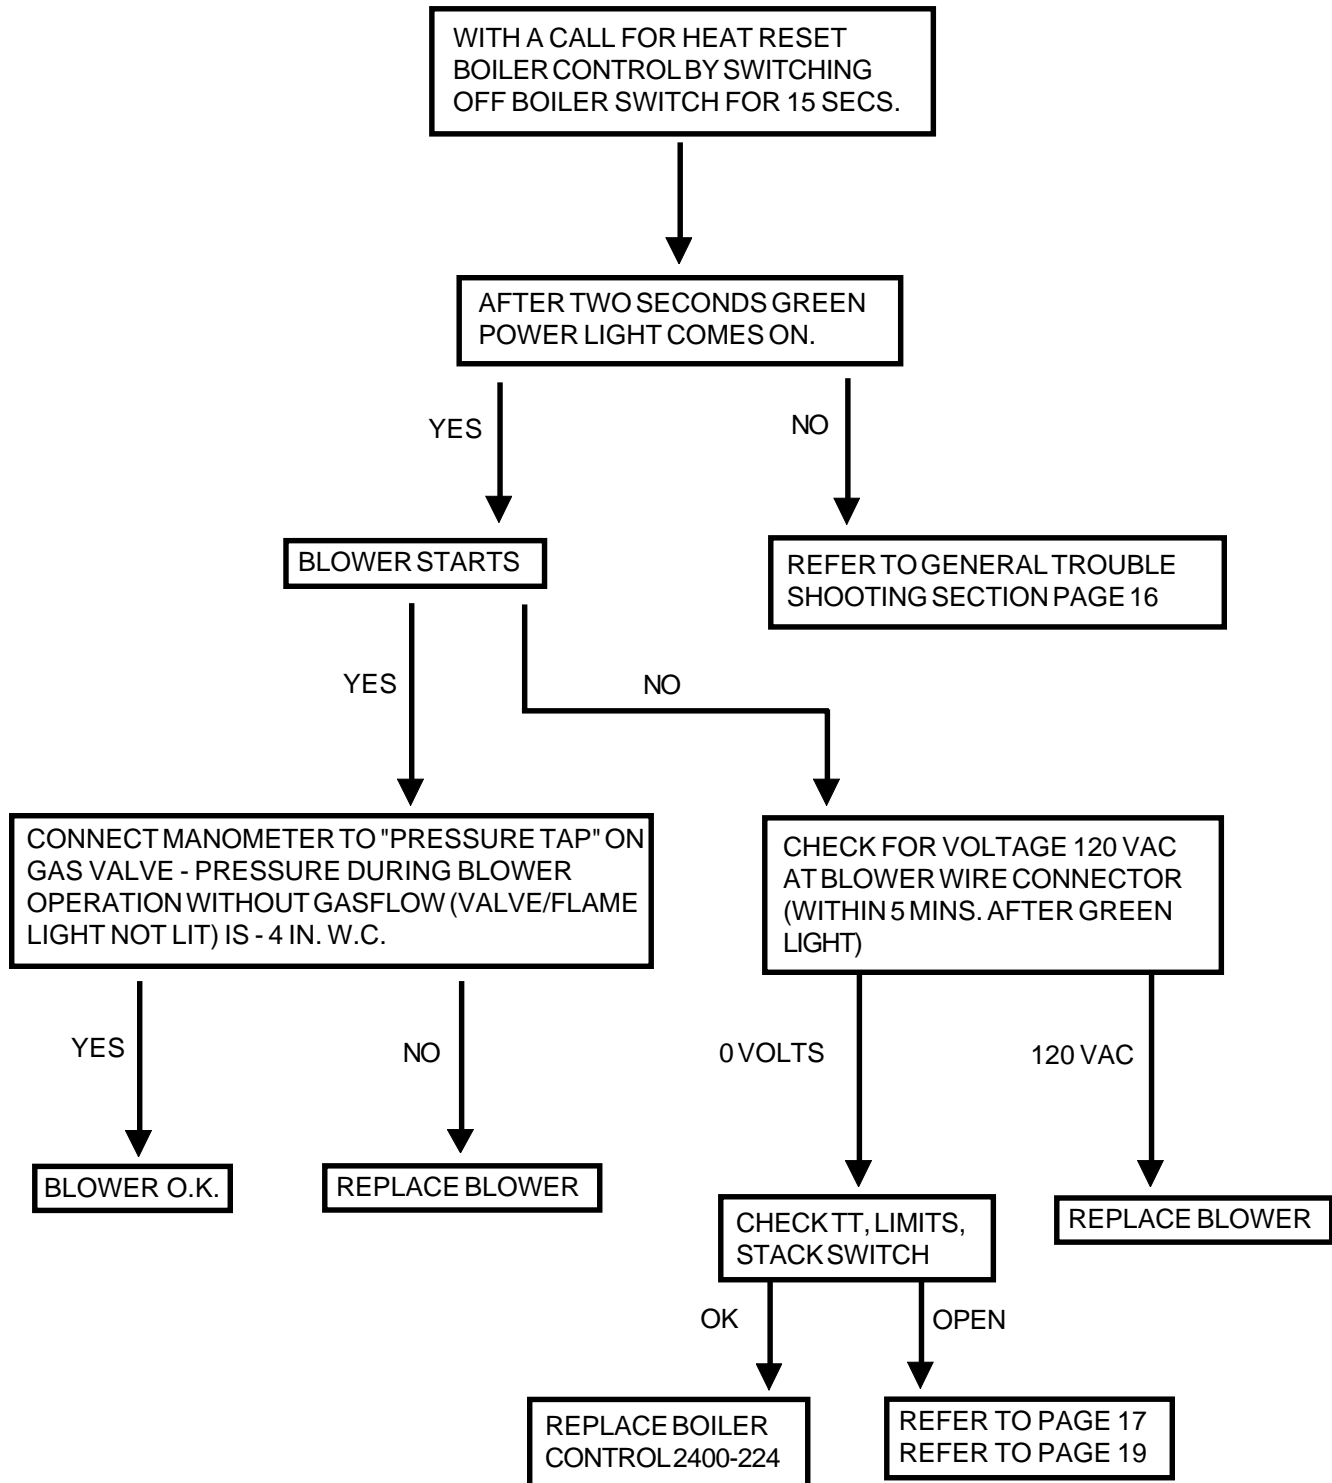 WITH A CALL FOR HEAT RESET
BOILER CONTROL BY SWITCHING
OFF BOILER SWITCH FOR 15 SECS.
AFTER TWO SECONDS GREEN
POWER LIGHT COMES ON.
YES
NO
BLOWER STARTS
REFER TO GENERAL TROUBLE
SHOOTING SECTION PAGE 16
YES
NO
CONNECT MANOMETER TO "PRESSURE TAP" ON
GAS VALVE - PRESSURE DURING BLOWER
OPERATION WITHOUT GASFLOW (VALVE/FLAME
LIGHT NOT LIT) IS - 4 IN. W.C.
CHECK FOR VOLTAGE 120 VAC
AT BLOWER WIRE CONNECTOR
(WITHIN 5 MINS. AFTER GREEN
LIGHT)
YES
NO
0 VOLTS
120 VAC
BLOWER O.K.
REPLACE BLOWER
CHECK TT, LIMITS,
STACK SWITCH
REPLACE BLOWER
OK
OPEN
REPLACE BOILER
CONTROL 2400-224
REFER TO PAGE 17
REFER TO PAGE 19